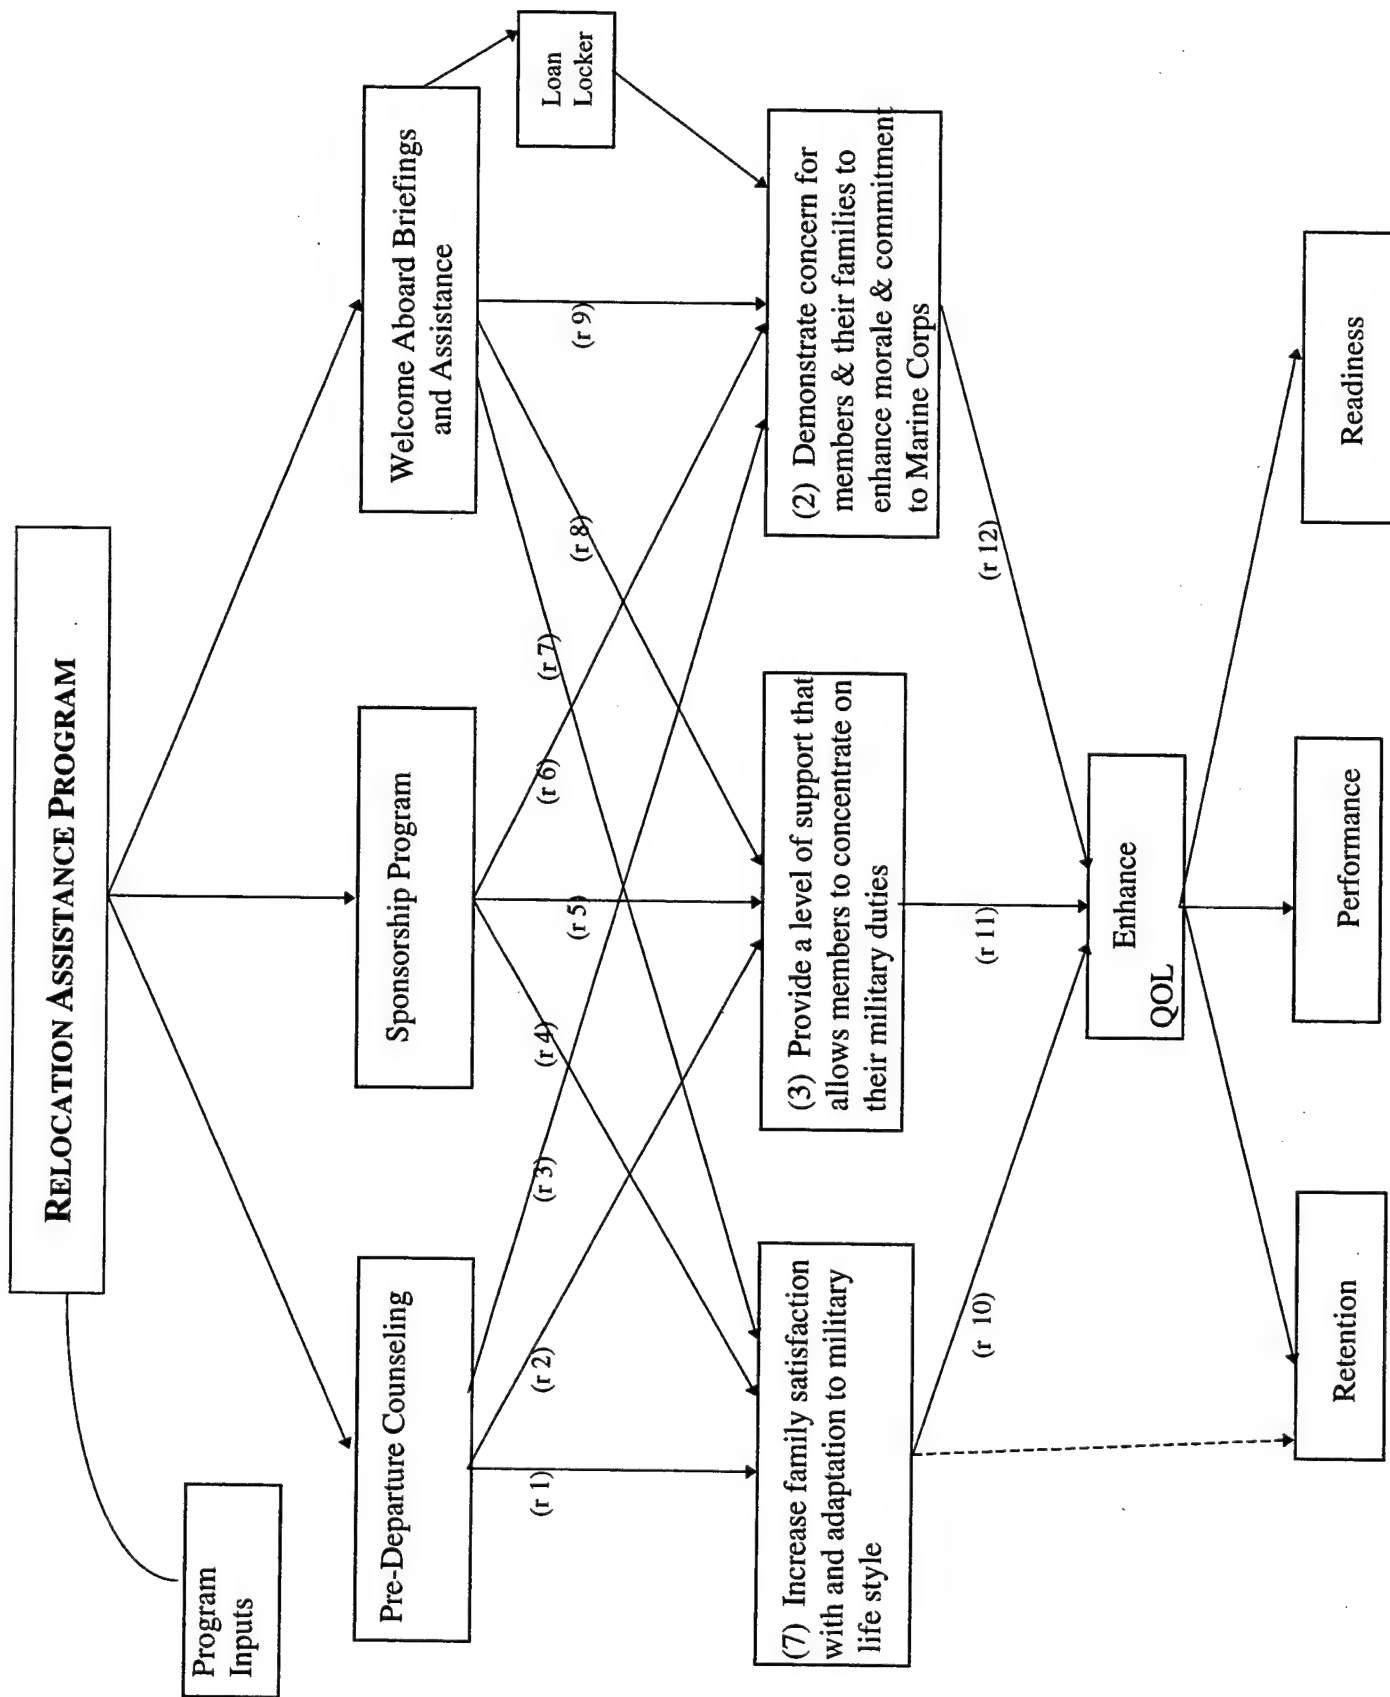 RELOCATION ASSISTANCE PROGRAM
Program
Inputs
Pre-Departure Counseling
Sponsorship Program
Welcome Aboard Briefings
and Assistance
Loan
Locker
(r 1)
(r 2)
(r 3)
(r 4)
(r 5)
(r 6)
(r 7)
(r 8)
(r 9)
(7) Increase family satisfaction
with and adaptation to military
life style
(3) Provide a level of support that
allows members to concentrate on
their military duties
(2) Demonstrate concern for
members & their families to
enhance morale & commitment
to Marine Corps
(r 10)
(r 11)
(r 12)
Enhance
QOL
Retention
Performance
Readiness